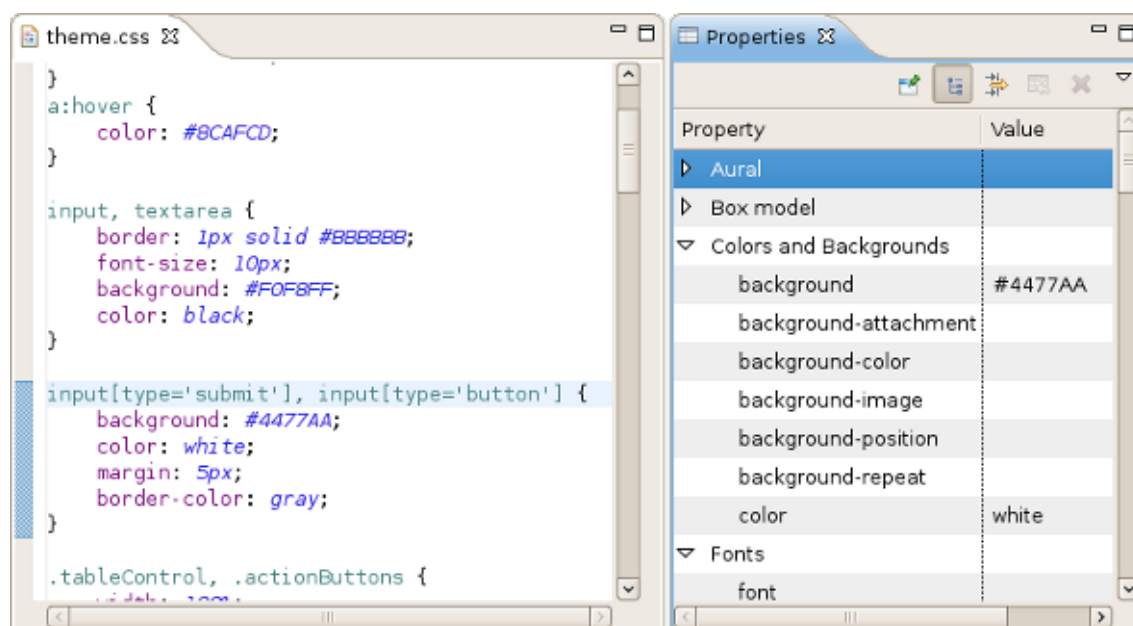 theme.css
}
a:hover {
color: #8CAFCD;
}
input, textarea {
border: 1px solid #BBBBBB;
font-size: 10px;
background: #F0F8FF;
color: black;
}
input[type='submit'], input[type='button'] {
background: #4477AA;
color: white;
margin: 5px;
border-color: gray;
}
.tableControl, .actionButtons {
Properties
Property Value
Aural
Box model
Colors and Backgrounds
background #4477AA
background-attachment
background-color
background-image
background-position
background-repeat
color white
Fonts
font